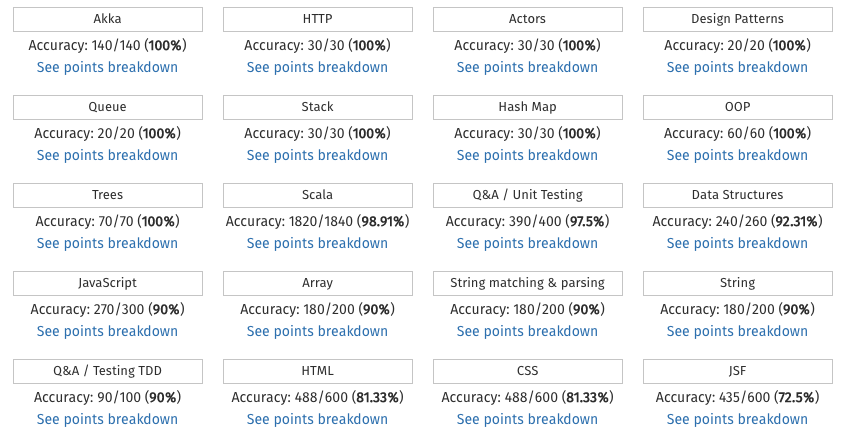 Akka HTTP Actors Design Patterns
Accuracy: 140/140 (100%) Accuracy: 30/30 (100%) Accuracy: 30/30 (100%) Accuracy: 20/20 (100%)
See points breakdown See points breakdown See points breakdown See points breakdown
Queue Stack Hash Map OOP
Accuracy: 20/20 (100%) Accuracy: 30/30 (100%) Accuracy: 30/30 (100%) Accuracy: 60/60 (100%)
See points breakdown See points breakdown See points breakdown See points breakdown
Trees Scala Q&A / Unit Testing Data Structures
Accuracy: 70/70 (100%) Accuracy: 1820/1840 (98.91%) Accuracy: 390/400 (97.5%) Accuracy: 240/260 (92.31%)
See points breakdown See points breakdown See points breakdown See points breakdown
JavaScript Array String matching & parsing String
Accuracy: 270/300 (90%) Accuracy: 180/200 (90%) Accuracy: 180/200 (90%) Accuracy: 180/200 (90%)
See points breakdown See points breakdown See points breakdown See points breakdown
Q&A / Testing TDD HTML CSS JSF
Accuracy: 90/100 (90%) Accuracy: 488/600 (81.33%) Accuracy: 488/600 (81.33%) Accuracy: 435/600 (72.5%)
See points breakdown See points breakdown See points breakdown See points breakdown